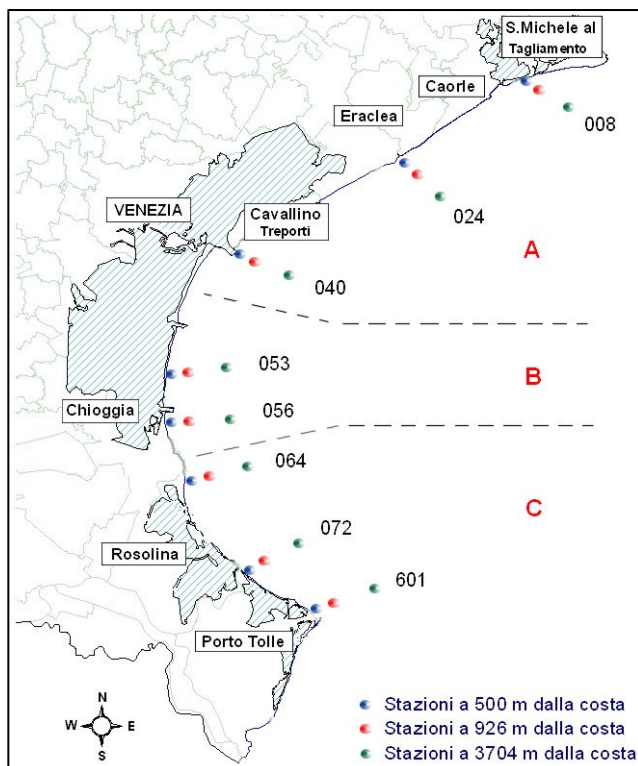 S.Michele al
Tagliamento
Caorle
008
Eraclea
024
VENEZIA
Cavallino
Treporti
A
040
053
B
Chioggia
056
064
C
072
Rosolina
601
Porto Tolle
N
W E
S
Stazioni a 500 m dalla costa
Stazioni a 926 m dalla costa
Stazioni a 3704 m dalla costa